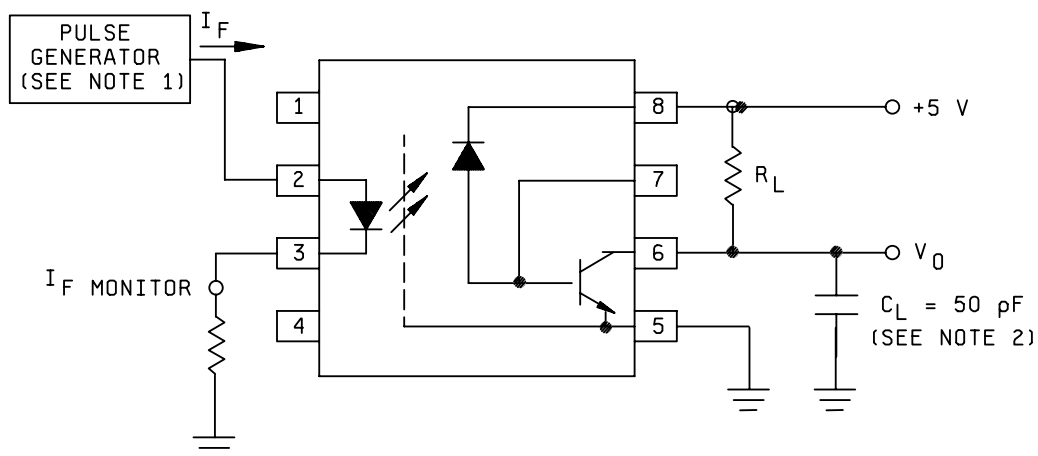 PULSE
GENERATOR
(SEE NOTE 1)
I F
1
2
3
4
8
7
6
5
+5 V
R L
V O
I F MONITOR
C L = 50 pF
(SEE NOTE 2)